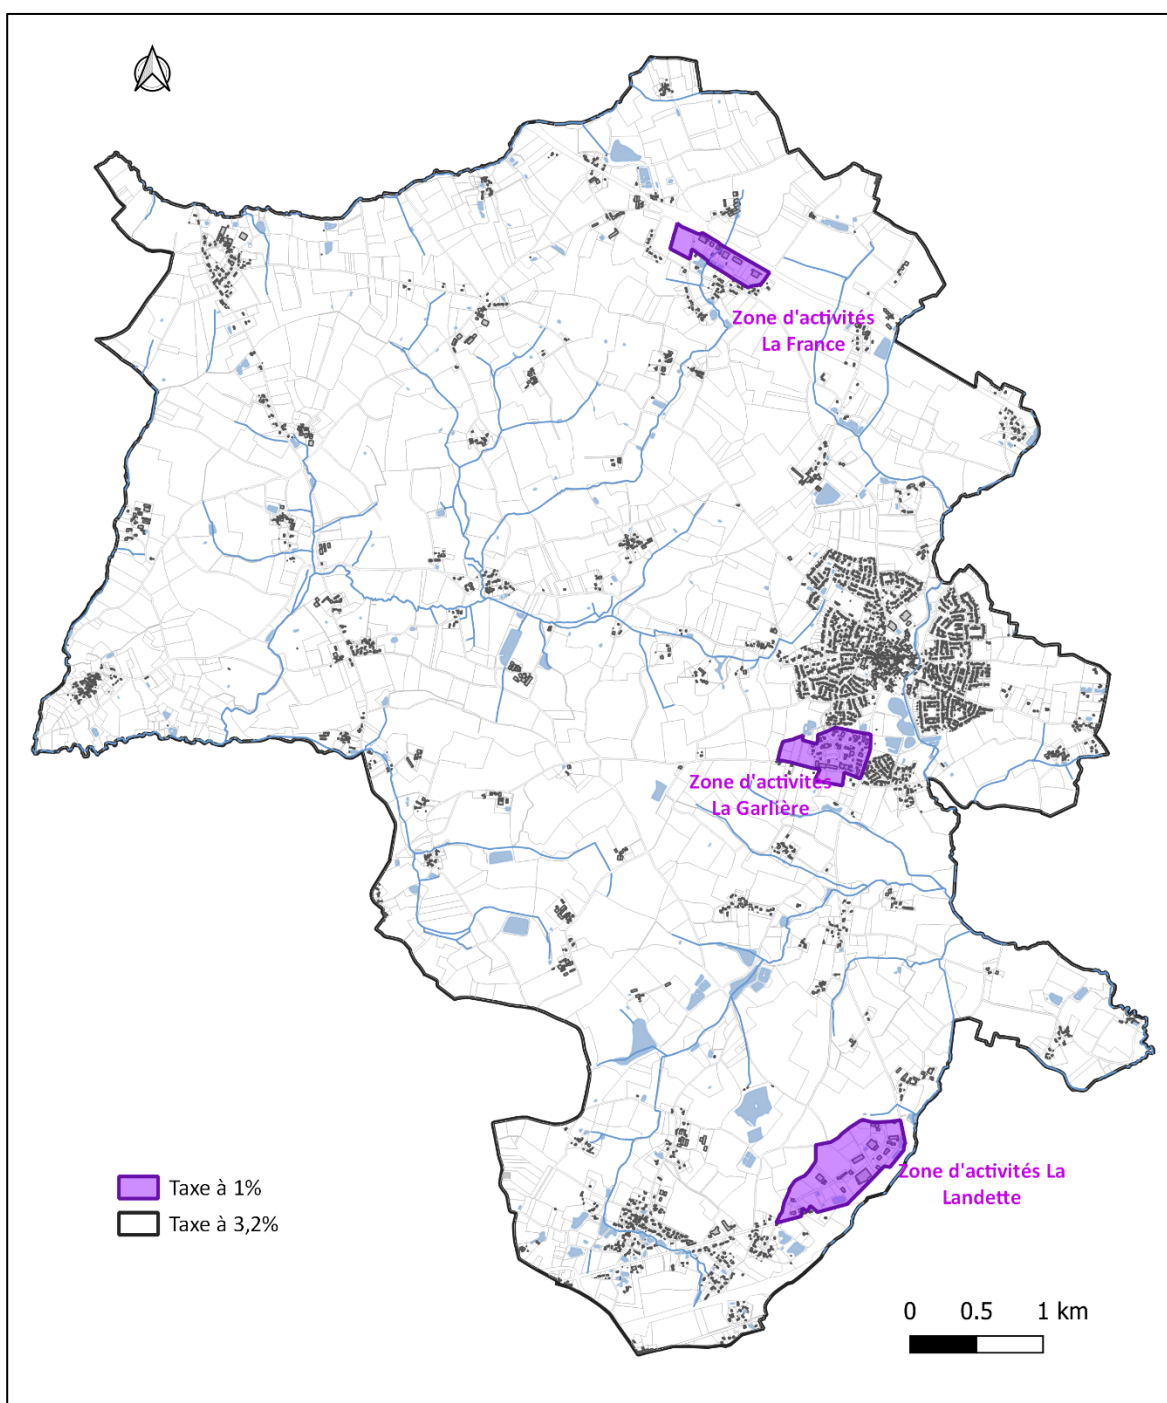 Zone d'activités
La France
Zone d'activités
La Garlière
Zone d'activités La
Landette
Taxe à 1%
Taxe à 3,2%
0 0.5 1 km